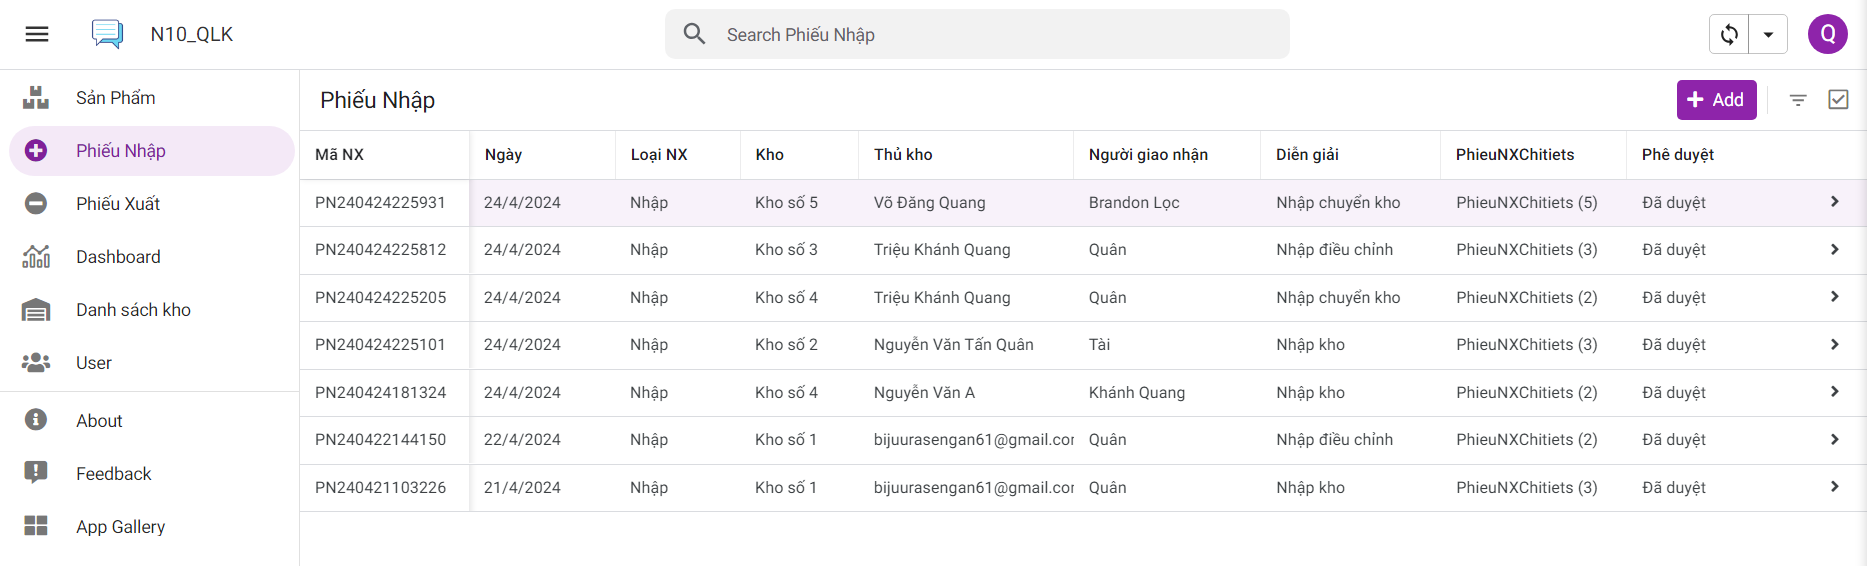 N10_QLK
Search Phiếu Nhập
Q
Sản Phẩm
Phiếu Nhập
Phiếu Xuất
Dashboard
Danh sách kho
User
About
Feedback
App Gallery
Phiếu Nhập
Add
Mã NX Ngày Loại NX Kho Thủ kho Người giao nhận Diễn giải PhieuNXChitiets Phê duyệt
PN240424225931 24/4/2024 Nhập Kho số 5 Võ Đăng Quang Brandon Lọc Nhập chuyển kho PhieuNXChitiets (5) Đã duyệt
PN240424225812 24/4/2024 Nhập Kho số 3 Triệu Khánh Quang Quân Nhập điều chỉnh PhieuNXChitiets (3) Đã duyệt
PN240424225205 24/4/2024 Nhập Kho số 4 Triệu Khánh Quang Quân Nhập chuyển kho PhieuNXChitiets (2) Đã duyệt
PN240424225101 24/4/2024 Nhập Kho số 2 Nguyễn Văn Tấn Quân Tài Nhập kho PhieuNXChitiets (3) Đã duyệt
PN240424181324 24/4/2024 Nhập Kho số 4 Nguyễn Văn A Khánh Quang Nhập kho PhieuNXChitiets (2) Đã duyệt
PN240422144150 22/4/2024 Nhập Kho số 1 bijuurasengan61@gmail.com Quân Nhập điều chỉnh PhieuNXChitiets (2) Đã duyệt
PN240421103226 21/4/2024 Nhập Kho số 1 bijuurasengan61@gmail.com Quân Nhập kho PhieuNXChitiets (3) Đã duyệt